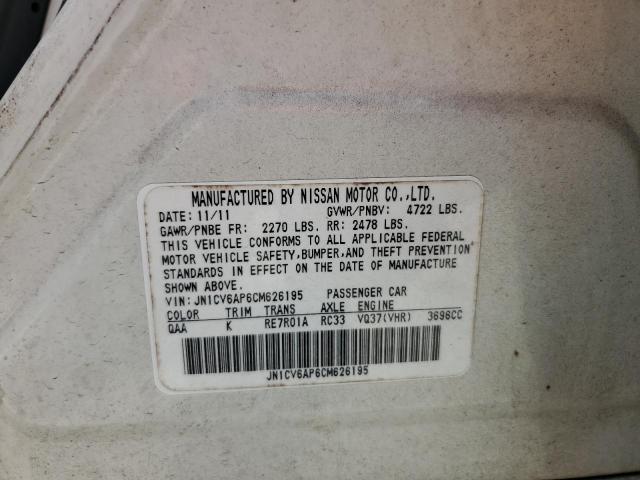 MANUFACTURED BY NISSAN MOTOR CO.,LTD.
DATE: 11/11 GVWR/PNBV: 4722 LBS.
GAWR/PNBE FR: 2270 LBS. RR: 2478 LBS.
THIS VEHICLE CONFORMS TO ALL APPLICABLE FEDERAL
MOTOR VEHICLE SAFETY,BUMPER,AND THEFT PREVENTION
STANDARDS IN EFFECT ON THE DATE OF MANUFACTURE
SHOWN ABOVE.
VIN: JN1CV6AP6CM626195 PASSENGER CAR
COLOR TRIM TRANS AXLE ENGINE
QAA K RE7R01A RC33 VQ37(VHR) 3696CC
JN1CV6AP6CM626195